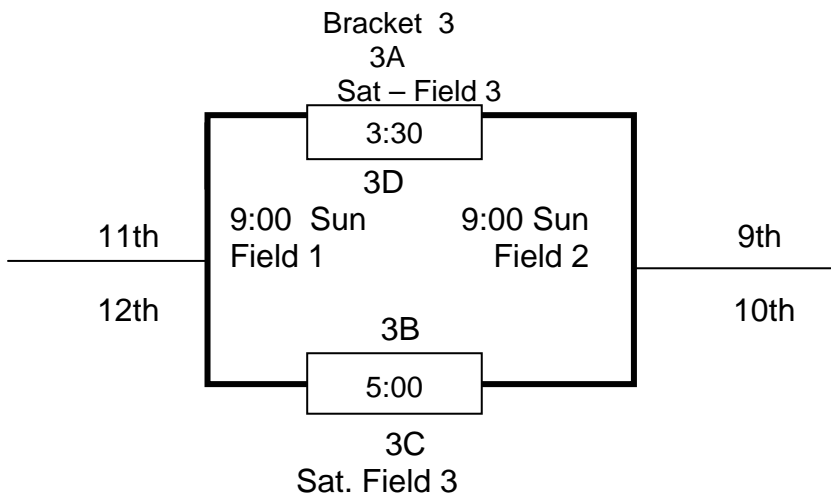 Bracket 3
3A
Sat – Field 3
3:30
3D
9:00 Sun
Field 1
9:00 Sun
Field 2
11th
12th
9th
10th
3B
5:00
3C
Sat. Field 3